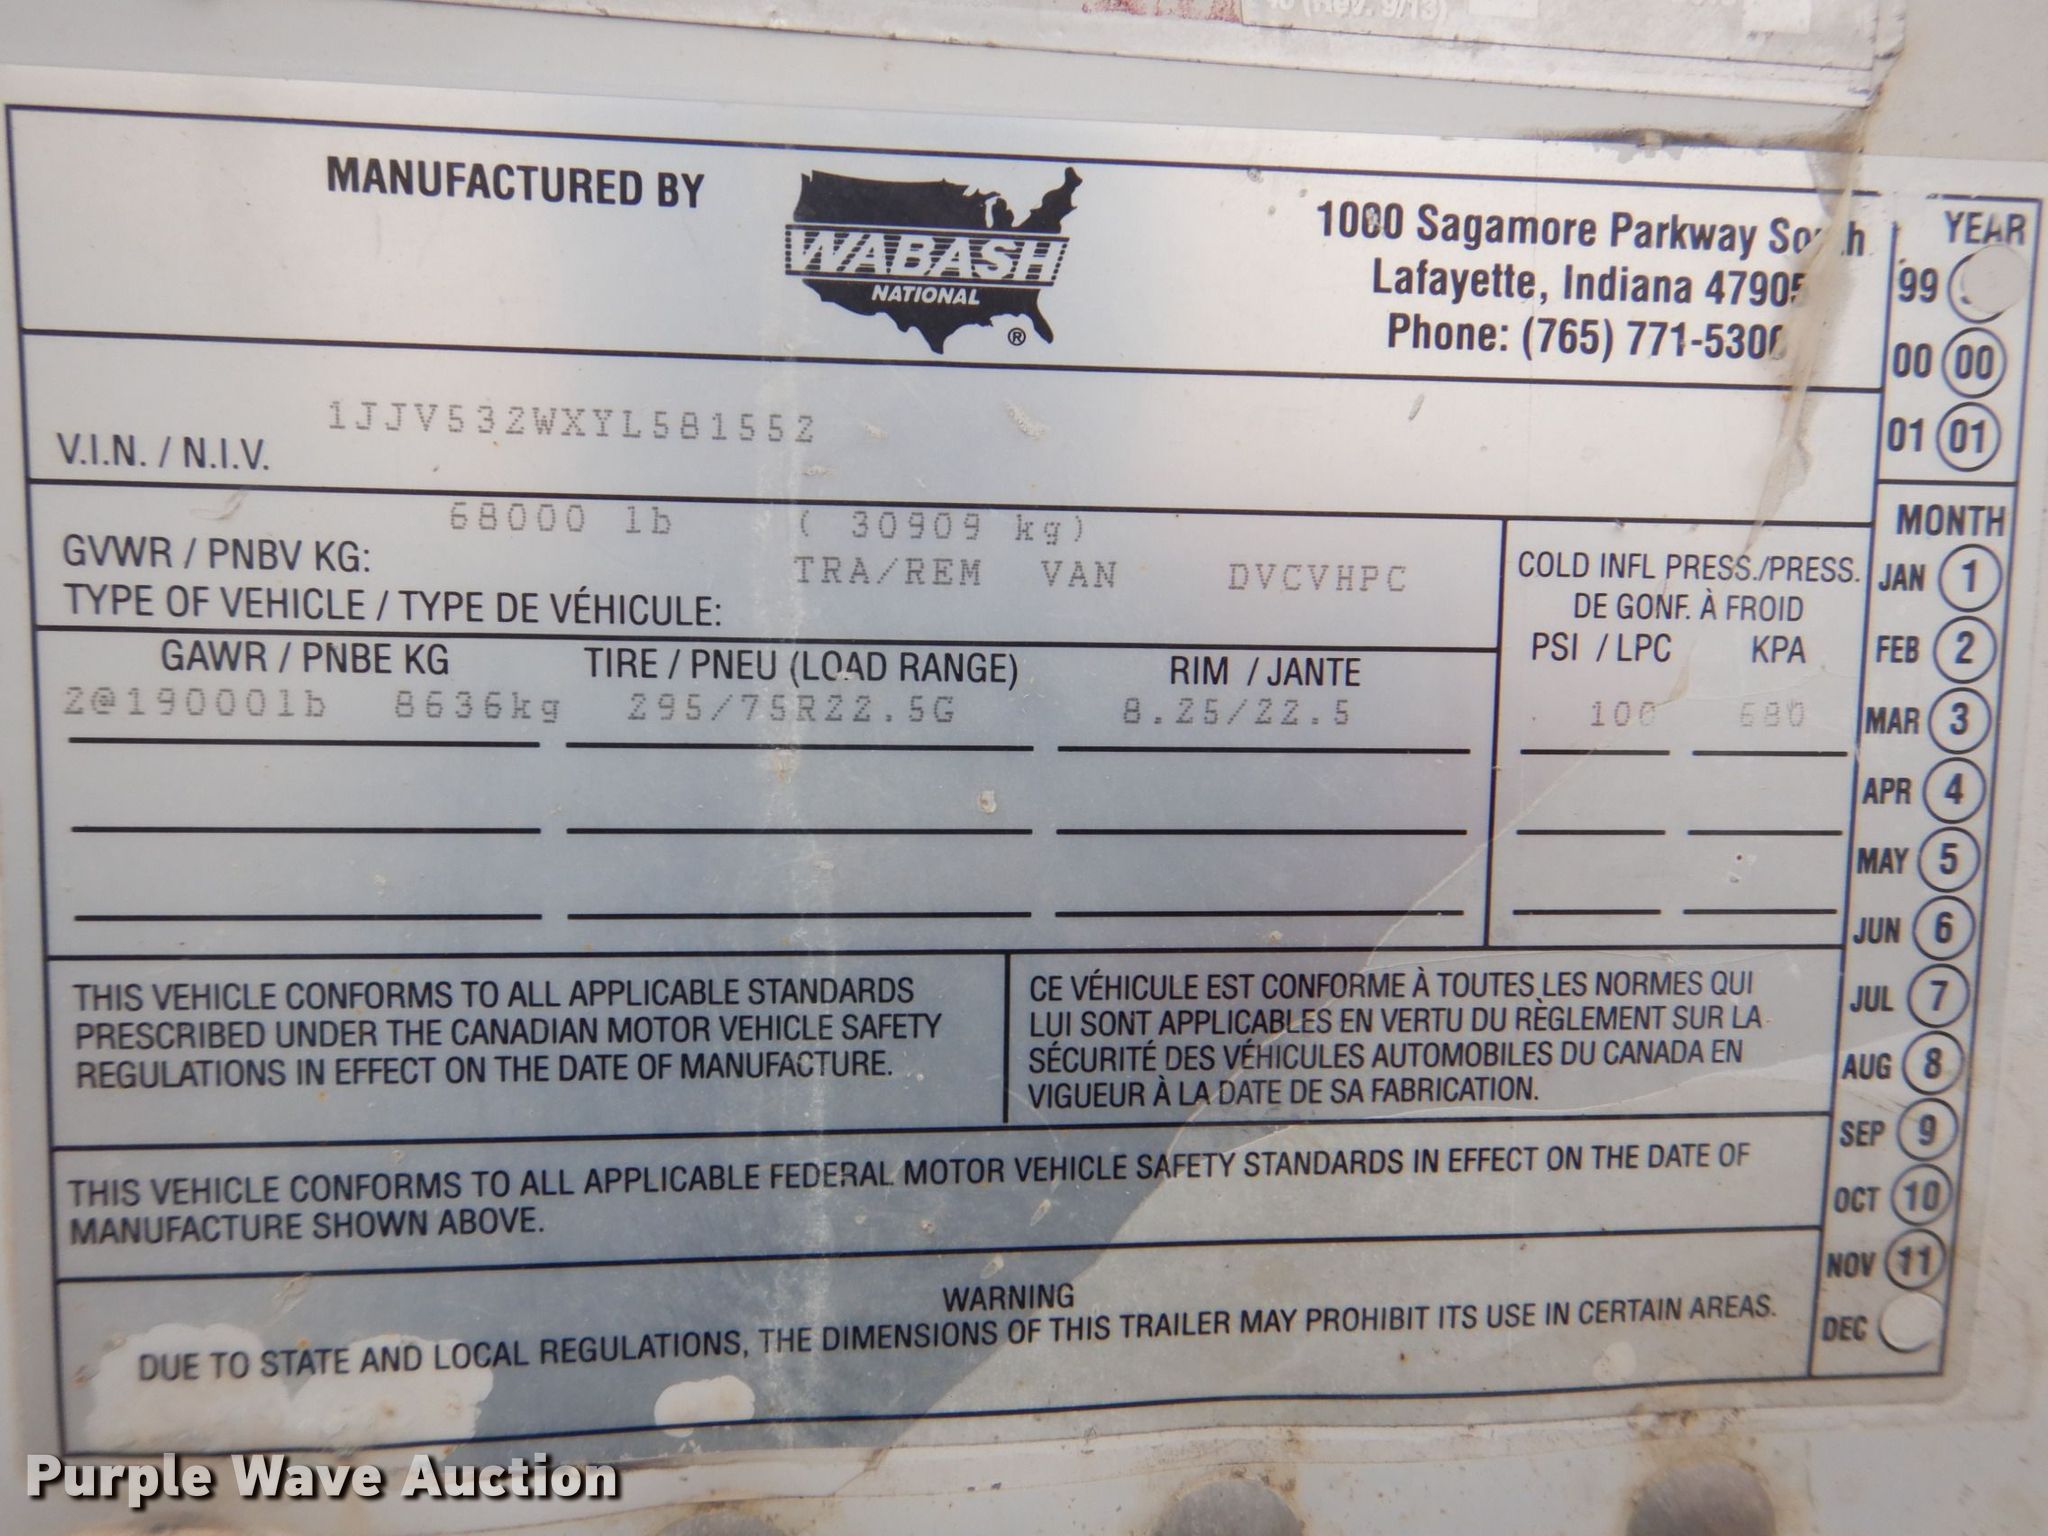 (Rev. 9/13)
MANUFACTURED BY
WABASH
NATIONAL
®
1000 Sagamore Parkway
Lafayette, Indiana 47905
Phone: (765) 771-5300
V.I.N. / N.I.V. 1JJV532WXYL581552
GVWR / PNBV KG: 68000 lb ( 30909 kg)
TYPE OF VEHICLE / TYPE DE VÉHICULE: TRA/REM VAN DVCVHPC
COLD INFL PRESS./PRESS.
DE GONF. À FROID
GAWR / PNBE KG TIRE / PNEU (LOAD RANGE) RIM / JANTE PSI / LPC KPA
2@19000lb 8636kg 295/75R22.5G 8.25/22.5 100 680
THIS VEHICLE CONFORMS TO ALL APPLICABLE STANDARDS
PRESCRIBED UNDER THE CANADIAN MOTOR VEHICLE SAFETY
REGULATIONS IN EFFECT ON THE DATE OF MANUFACTURE.
CE VÉHICULE EST CONFORME À TOUTES LES NORMES QUI
LUI SONT APPLICABLES EN VERTU DU RÈGLEMENT SUR LA
SÉCURITÉ DES VÉHICULES AUTOMOBILES DU CANADA EN
VIGUEUR À LA DATE DE SA FABRICATION.
THIS VEHICLE CONFORMS TO ALL APPLICABLE FEDERAL MOTOR VEHICLE SAFETY STANDARDS IN EFFECT ON THE DATE OF
MANUFACTURE SHOWN ABOVE.
WARNING
DUE TO STATE AND LOCAL REGULATIONS, THE DIMENSIONS OF THIS TRAILER MAY PROHIBIT ITS USE IN CERTAIN AREAS.
YEAR
99
00 00
01 01
MONTH
JAN 1
FEB 2
MAR 3
APR 4
MAY 5
JUN 6
JUL 7
AUG 8
SEP 9
OCT 10
NOV 11
DEC
Purple Wave Auction